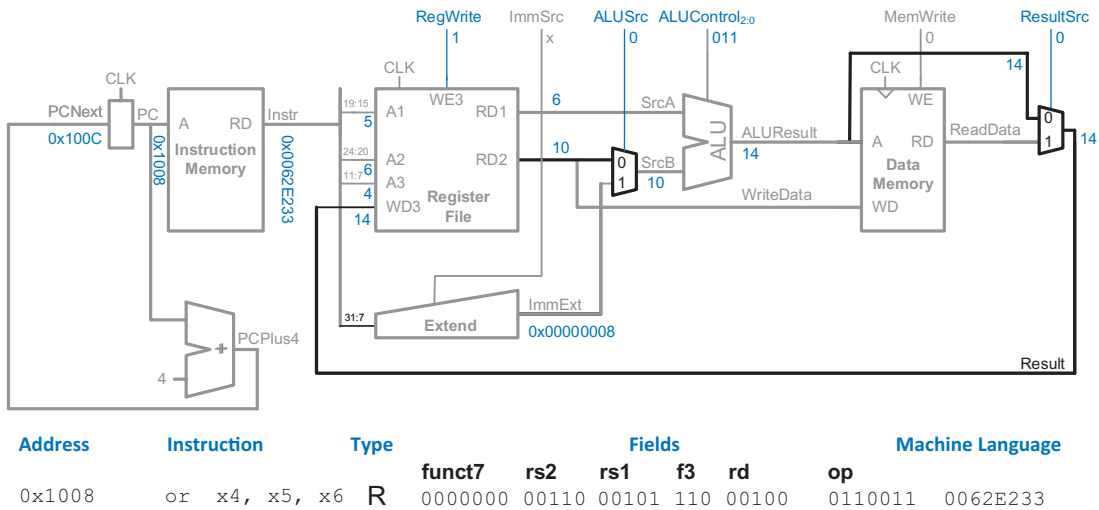 RegWrite ImmSrc ALUSrc ALUControl2:0 MemWrite ResultSrc
1 x 0 011 0 0
CLK CLK CLK 14
PCNext PC Instr 19:15 A1 WE3 RD1 6 SrcA WE
0x100C 0x1008 A RD 0x0062E233 5 ALU ALUResult A RD ReadData 0 1 14
Instruction Memory 24:20 A2 RD2 10 0 SrcB 14 Data Memory
6 11:7 A3 1 10
4 WD3 Register File WriteData WD
14
ImmExt
31:7 Extend 0x00000008
PCPlus4
+
4 Result
Address Instruction Type Fields Machine Language
funct7 rs2 rs1 f3 rd op
0x1008 or x4, x5, x6 R 0000000 00110 00101 110 00100 0110011 0062E233